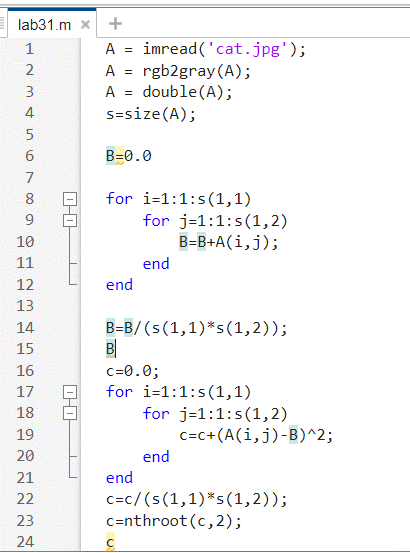 lab31.m × +
1 A = imread('cat.jpg');
2 A = rgb2gray(A);
3 A = double(A);
4 s=size(A);
5
6 B=0.0
7
8 for i=1:1:s(1,1)
9 for j=1:1:s(1,2)
10 B=B+A(i,j);
11 end
12 end
13
14 B=B/(s(1,1)*s(1,2));
15 B
16 c=0.0;
17 for i=1:1:s(1,1)
18 for j=1:1:s(1,2)
19 c=c+(A(i,j)-B)^2;
20 end
21 end
22 c=c/(s(1,1)*s(1,2));
23 c=nthroot(c,2);
24 c